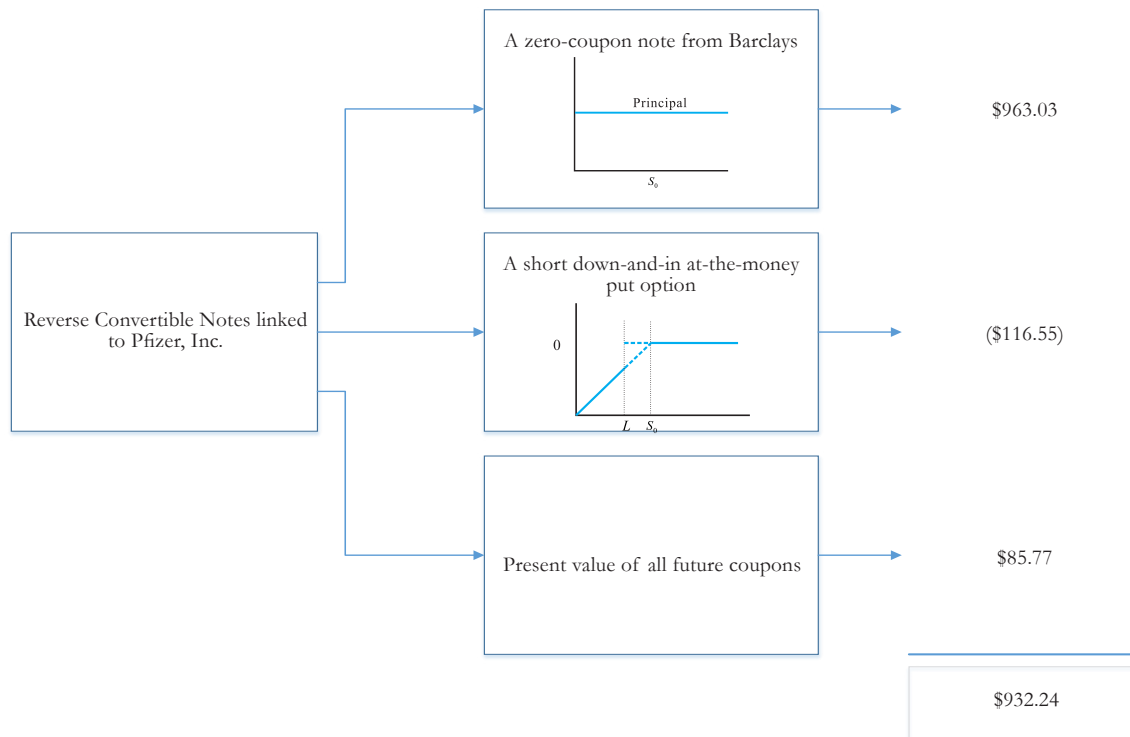 A zero-coupon note from Barclays
Principal
S₀
$963.03
Reverse Convertible Notes linked
to Pfizer, Inc.
A short down-and-in at-the-money
put option
0
L S₀
($116.55)
Present value of all future coupons
$85.77
$932.24